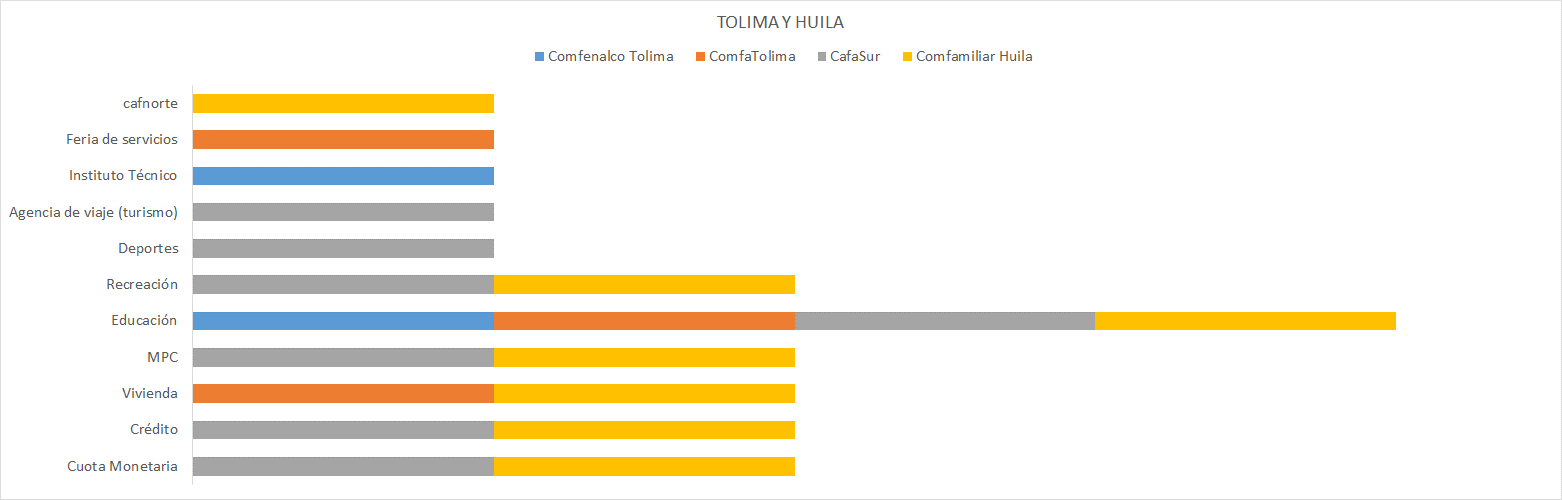 TOLIMA Y HUILA
Comfenalco Tolima ComfaTolima CafaSur Comfamiliar Huila
cafnorte
Feria de servicios
Instituto Técnico
Agencia de viaje (turismo)
Deportes
Recreación
Educación
MPC
Vivienda
Crédito
Cuota Monetaria